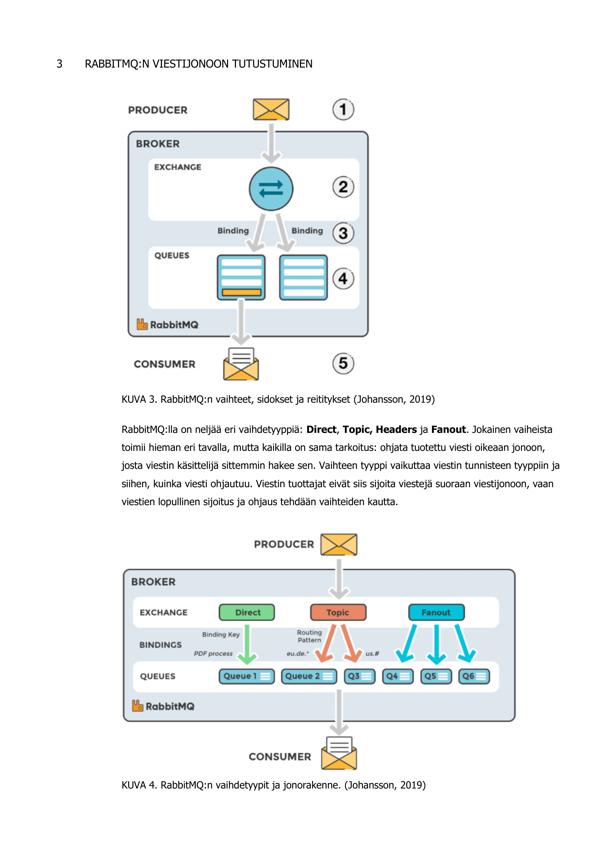 3 RABBITMQ:N VIESTIJONOON TUTUSTUMINEN
PRODUCER 1
BROKER
EXCHANGE
2
Binding Binding 3
QUEUES
4
RabbitMQ
CONSUMER 5
KUVA 3. RabbitMQ:n vaihteet, sidokset ja reititykset (Johansson, 2019)
RabbitMQ:lla on neljää eri vaihdetyyppiä: Direct, Topic, Headers ja Fanout. Jokainen vaiheista
toimii hieman eri tavalla, mutta kaikilla on sama tarkoitus: ohjata tuotettu viesti oikeaan jonoon,
josta viestin käsittelijä sittemmin hakee sen. Vaihteen tyyppi vaikuttaa viestin tunnisteen tyyppiin ja
siihen, kuinka viesti ohjautuu. Viestin tuottajat eivät siis sijoita viestejä suoraan viestijonoon, vaan
viestien lopullinen sijoitus ja ohjaus tehdään vaihteiden kautta.
PRODUCER
BROKER
EXCHANGE Direct Topic Fanout
Binding Key Routing
Pattern
BINDINGS
PDF process eu.de.* us.#
QUEUES Queue 1 Queue 2 Q3 Q4 Q5 Q6
RabbitMQ
CONSUMER
KUVA 4. RabbitMQ:n vaihdetyypit ja jonorakenne. (Johansson, 2019)